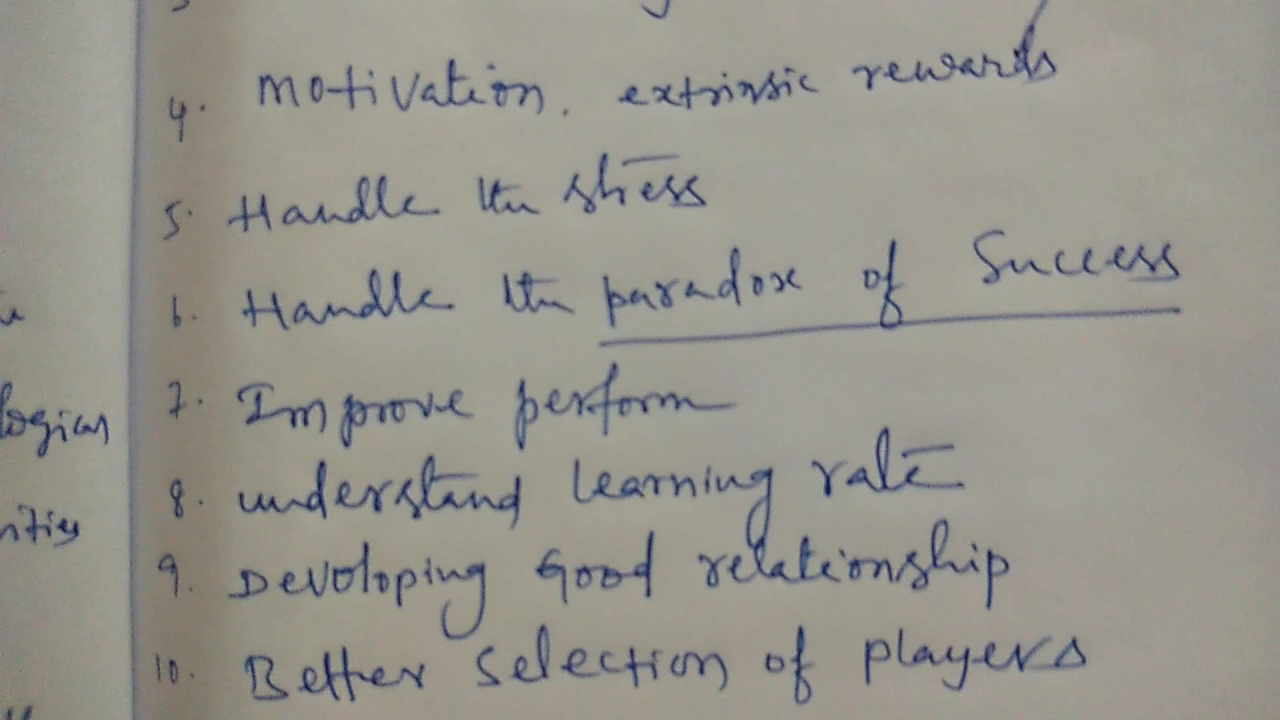 4. motivation, extrinsic rewards
5. Handle the stress
6. Handle the paradox of Success
7. Improve perform
8. understand learning rate
9. Devoloping Good relationship
10. Better Selection of players